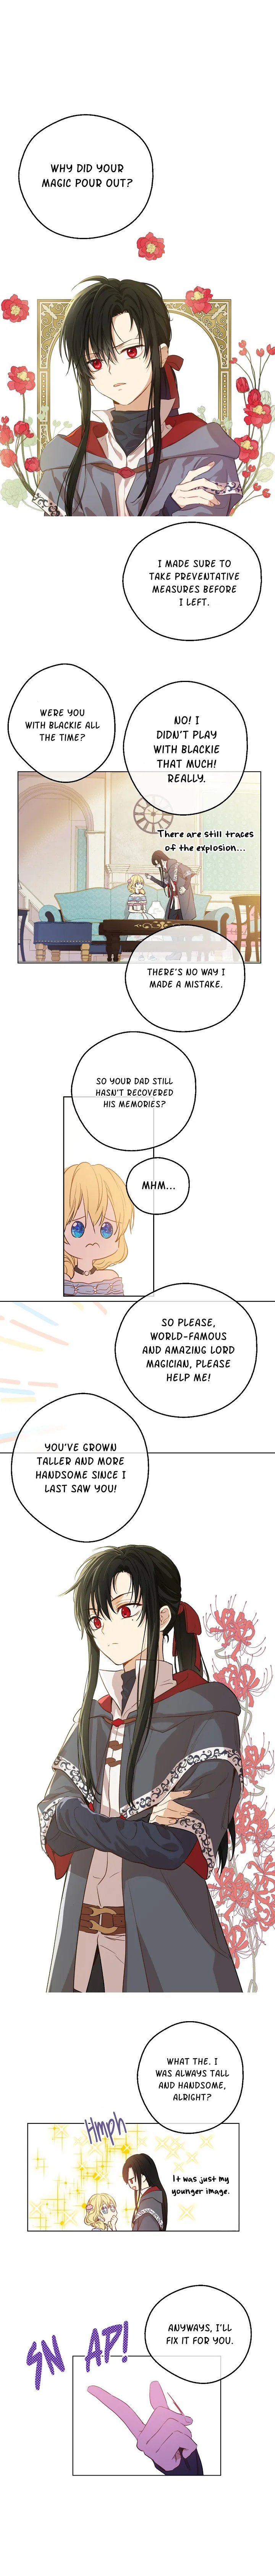 WHY DID YOUR
MAGIC POUR OUT?
I MADE SURE TO
TAKE PREVENTATIVE
MEASURES BEFORE
I LEFT.
WERE YOU
WITH BLACKIE ALL
THE TIME?
NO! I
DIDN'T PLAY
WITH BLACKIE
THAT MUCH!
REALLY.
There are still traces
of the explosion...
THERE'S NO WAY I
MADE A MISTAKE.
SO YOUR DAD STILL
HASN'T RECOVERED
HIS MEMORIES?
MHM...
SO PLEASE,
WORLD-FAMOUS
AND AMAZING LORD
MAGICIAN, PLEASE
HELP ME!
YOU'VE GROWN
TALLER AND MORE
HANDSOME SINCE I
LAST SAW YOU!
WHAT THE. I
WAS ALWAYS TALL
AND HANDSOME,
ALRIGHT?
Hmph
It was just my
younger image.
ANYWAYS, I'LL
FIX IT FOR YOU.
SNAP!